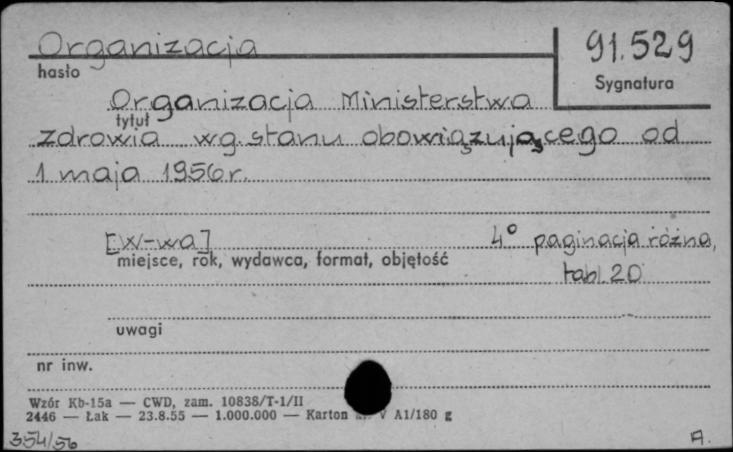 Organizacja
91.529
hasło
Sygnatura
Organizacja Ministerstwa
tytuł
zdrowia wg. stanu obowiązującego od
1 maja 1956 r.
[W-wa] 4° paginacja różna,
miejsce, rok, wydawca, format, objętość
tabl. 20
uwagi
nr inw.
Wzór Kb-15a — CWD, zam. 10838/T-1/II
2446 — Łak — 23.8.55 — 1.000.000 — Karton V A1/180 g
354/56
A.